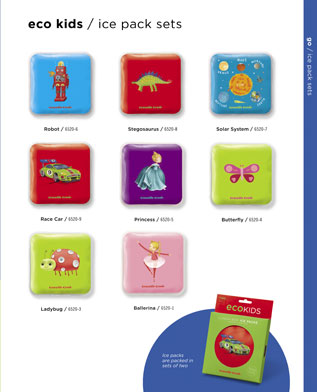 eco kids / ice pack sets
go / ice pack sets
Robot / 6520-6
Stegosaurus / 6520-8
Solar System / 6520-7
Race Car / 6520-9
Princess / 6520-5
Butterfly / 6520-4
Ladybug / 6520-3
Ballerina / 6520-1
ecoKIDS
ICE PACKS
Ice packs
are packed in
sets of two